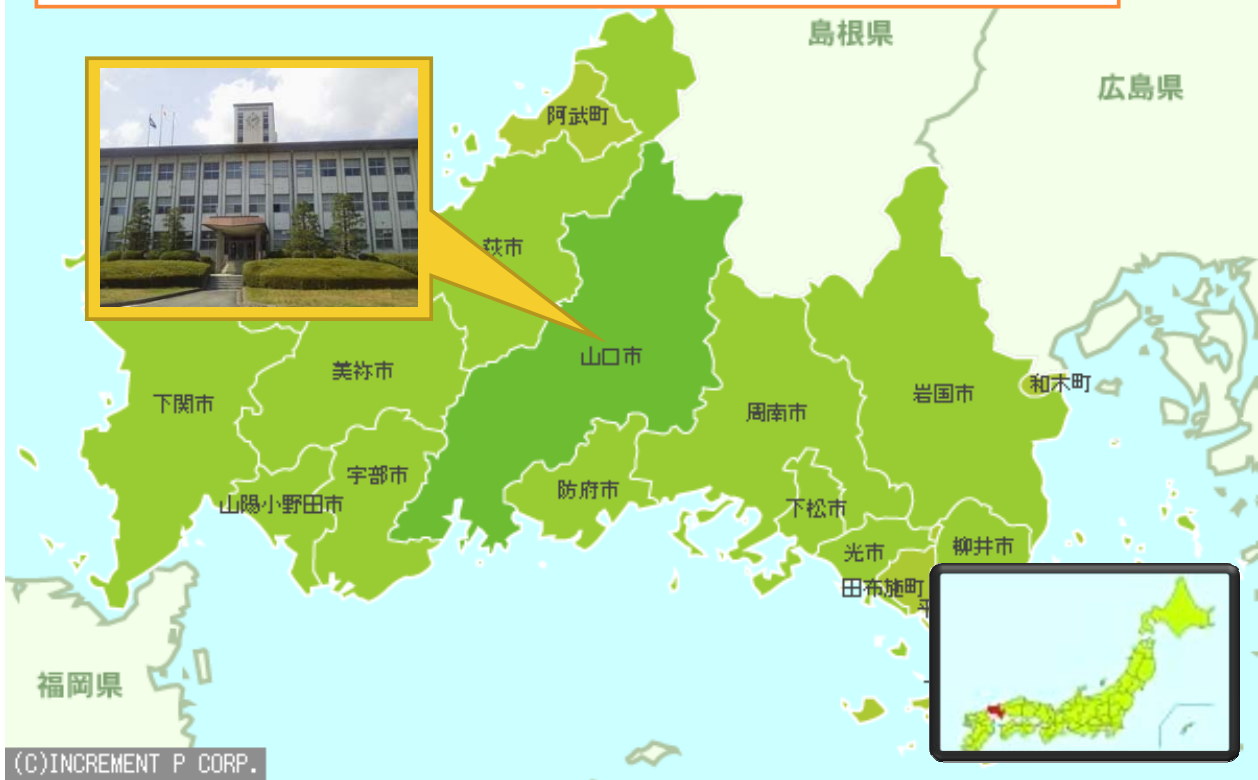 島根県
広島県
阿武町
萩市
山口市
美祢市
下関市
周南市
岩国市
和木町
宇部市
防府市
山陽小野田市
下松市
光市
柳井市
田布施町
福岡県
(C)INCREMENT P CORP.